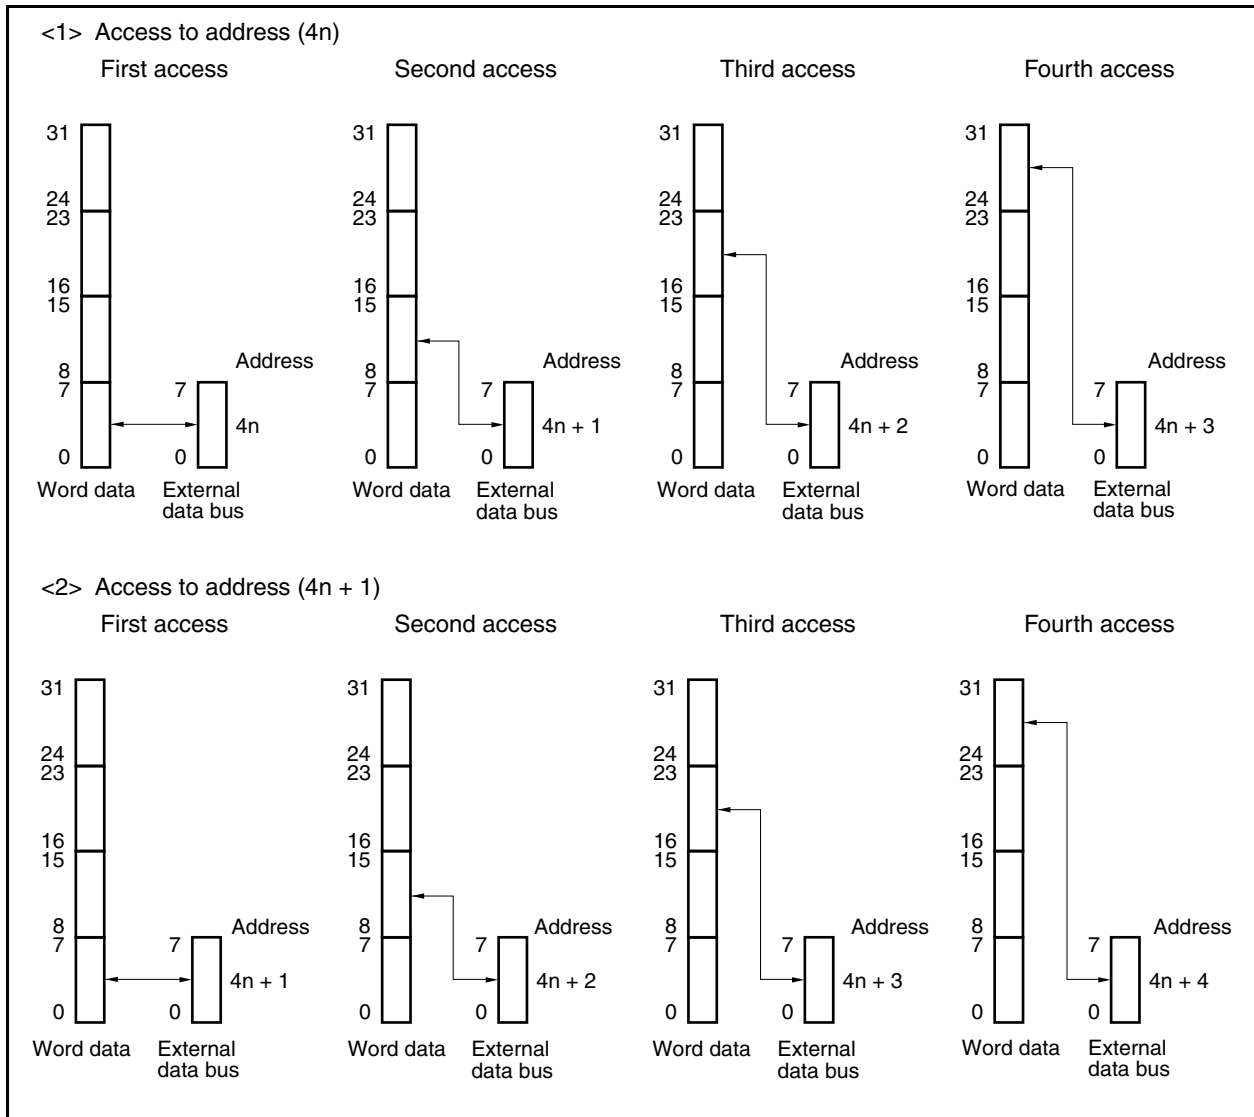 <1> Access to address (4n)
First access
Second access
Third access
Fourth access
31
24
23
16
15
8
7
0
Word data
Address
7
4n
0
External
data bus
31
24
23
16
15
8
7
0
Word data
Address
7
4n + 1
0
External
data bus
31
24
23
16
15
8
7
0
Word data
Address
7
4n + 2
0
External
data bus
31
24
23
16
15
8
7
0
Word data
Address
7
4n + 3
0
External
data bus
<2> Access to address (4n + 1)
First access
Second access
Third access
Fourth access
31
24
23
16
15
8
7
0
Word data
Address
7
4n + 1
0
External
data bus
31
24
23
16
15
8
7
0
Word data
Address
7
4n + 2
0
External
data bus
31
24
23
16
15
8
7
0
Word data
Address
7
4n + 3
0
External
data bus
31
24
23
16
15
8
7
0
Word data
Address
7
4n + 4
0
External
data bus